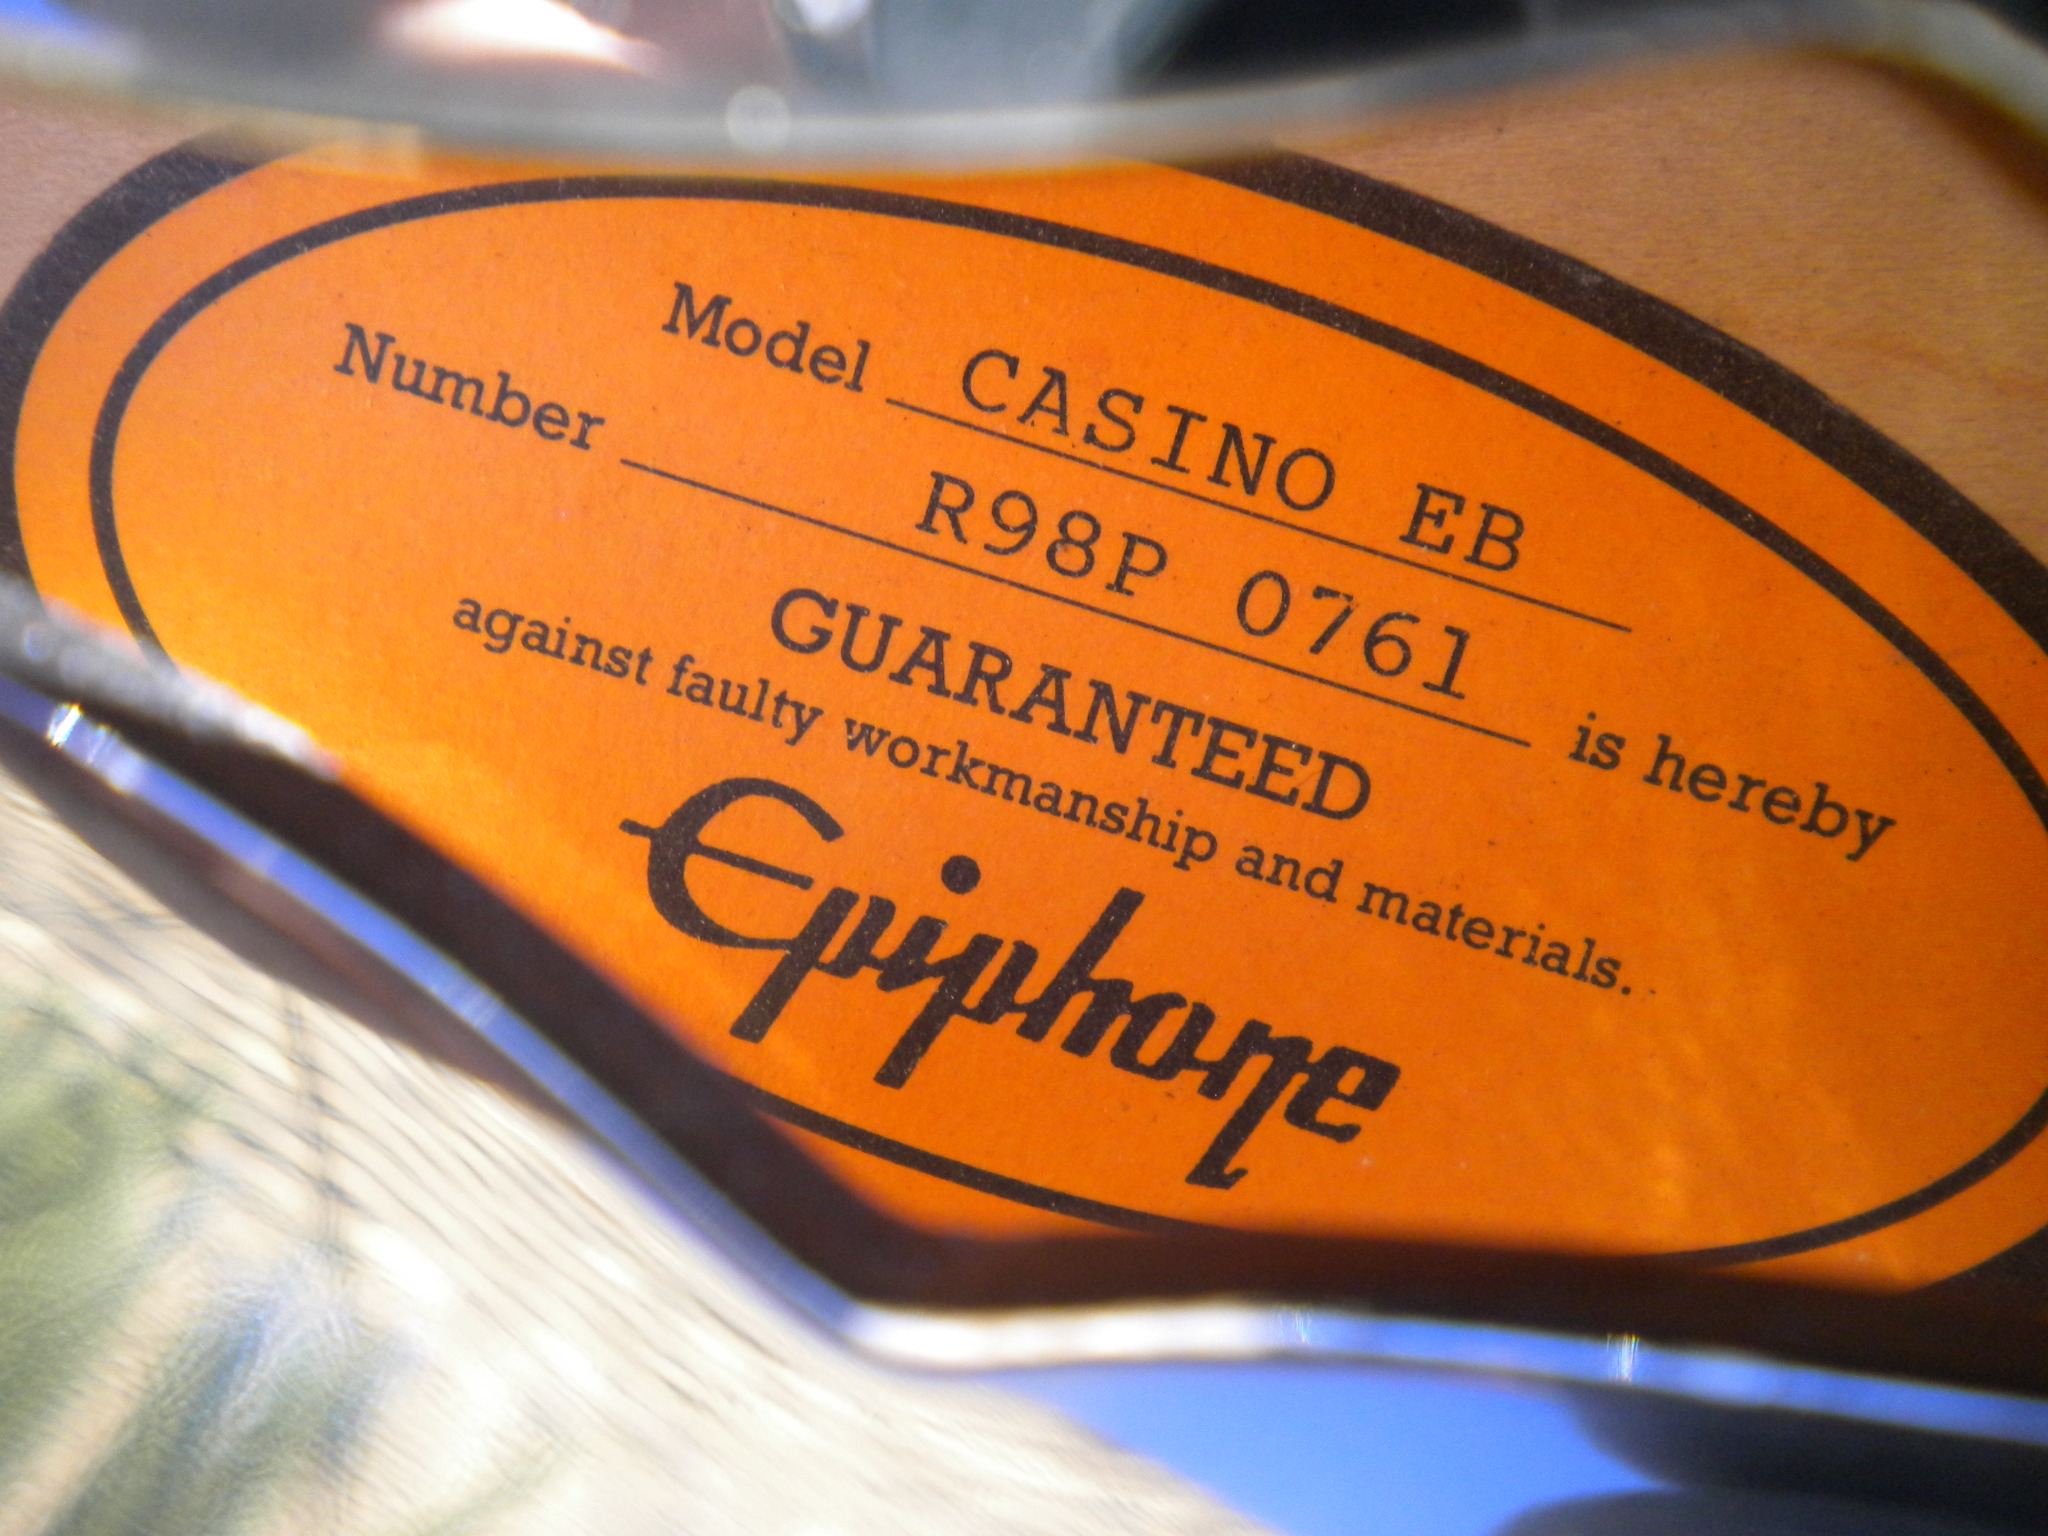 Model CASINO EB
Number R98P 0761 is hereby
GUARANTEED
against faulty workmanship and materials.
Epiphone